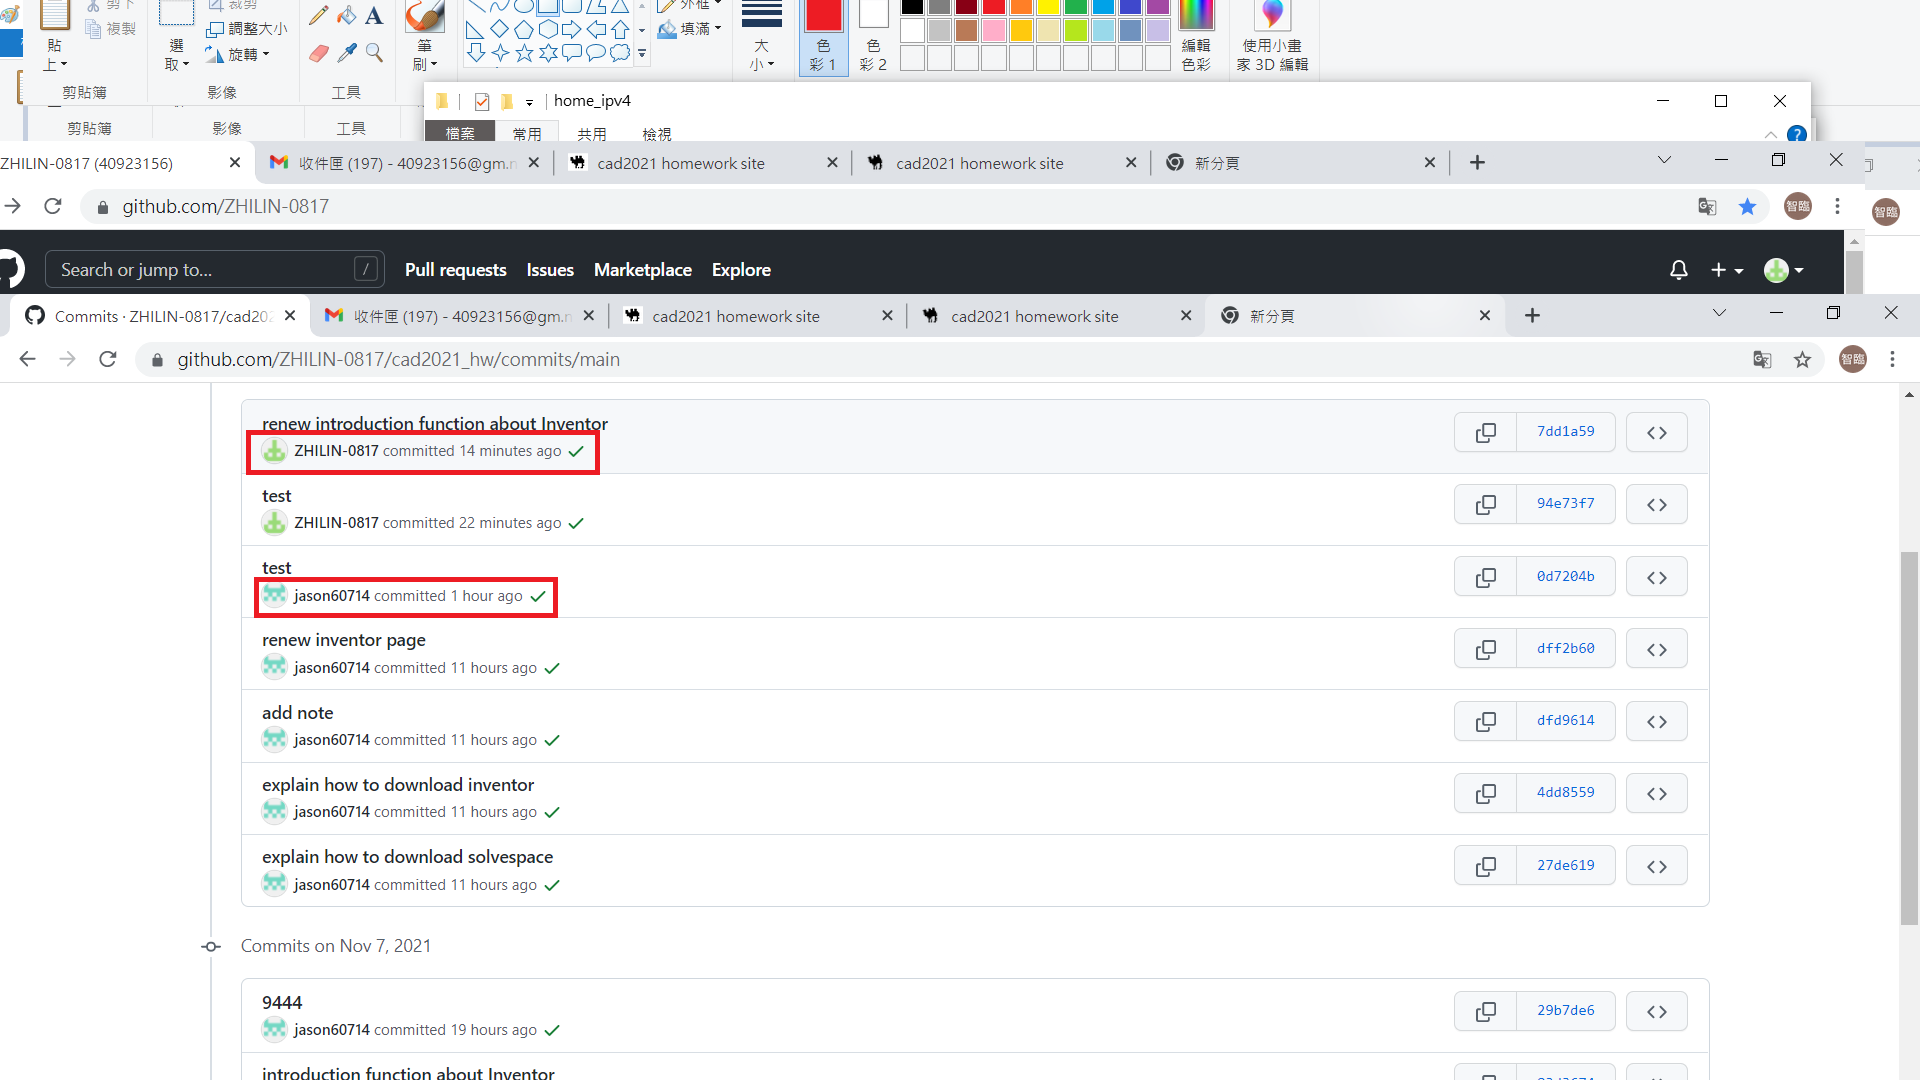 剪下
複製
貼
上
選
取
裁剪
調整大小
旋轉
A
筆
刷
外框
填滿
大
小
色
彩 1
色
彩 2
編輯
色彩
使用小畫
家 3D 編輯
剪貼簿
影像
工具
home_ipv4
剪貼簿
影像
工具
檔案
常用
共用
檢視
ZHILIN-0817 (40923156)
收件匣 (197) - 40923156@gm.n
cad2021 homework site
cad2021 homework site
新分頁
github.com/ZHILIN-0817
智臨
智臨
Search or jump to...
/
Pull requests
Issues
Marketplace
Explore
Commits · ZHILIN-0817/cad202
收件匣 (197) - 40923156@gm.n
cad2021 homework site
cad2021 homework site
新分頁
github.com/ZHILIN-0817/cad2021_hw/commits/main
智臨
renew introduction function about Inventor
ZHILIN-0817 committed 14 minutes ago
7dd1a59
test
ZHILIN-0817 committed 22 minutes ago
94e73f7
test
jason60714 committed 1 hour ago
0d7204b
renew inventor page
jason60714 committed 11 hours ago
dff2b60
add note
jason60714 committed 11 hours ago
dfd9614
explain how to download inventor
jason60714 committed 11 hours ago
4dd8559
explain how to download solvespace
jason60714 committed 11 hours ago
27de619
Commits on Nov 7, 2021
9444
jason60714 committed 19 hours ago
29b7de6
introduction function about Inventor